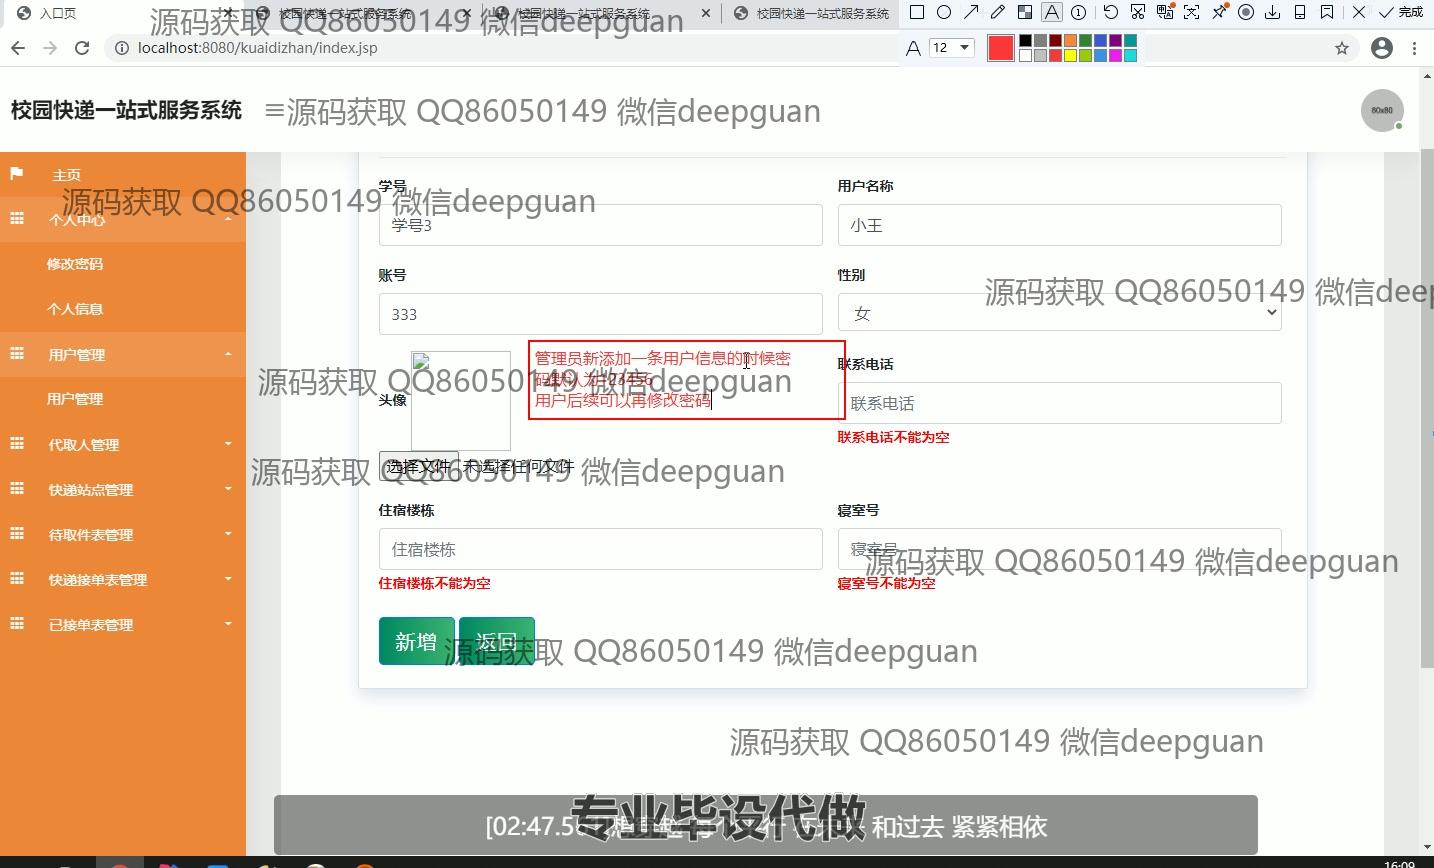 入口页
校园快递一站式服务系统
校园快递一站式服务系统
校园快递一站式服务系统
完成
源码获取 QQ86050149 微信deepguan
localhost:8080/kuaidizhan/index.jsp
A 12
校园快递一站式服务系统
源码获取 QQ86050149 微信deepguan
80x80
主页
学号
用户名称
源码获取 QQ86050149 微信deepguan
个人中心
学号3
小王
修改密码
账号
性别
源码获取 QQ86050149 微信deep
个人信息
333
女
用户管理
管理员新添加一条用户信息的时候密
码默认为123456
用户后续可以再修改密码
联系电话
源码获取 QQ86050149 微信deepguan
用户管理
头像
联系电话
联系电话不能为空
代取人管理
选择文件 未选择任何文件
源码获取 QQ86050149 微信deepguan
快递站点管理
住宿楼栋
寝室号
待取件表管理
住宿楼栋
寝室号
源码获取 QQ86050149 微信deepguan
快递接单表管理
住宿楼栋不能为空
寝室号不能为空
已接单表管理
新增
返回
源码获取 QQ86050149 微信deepguan
源码获取 QQ86050149 微信deepguan
专业毕设代做
[02:47.56] 和过去 紧紧相依
16:09